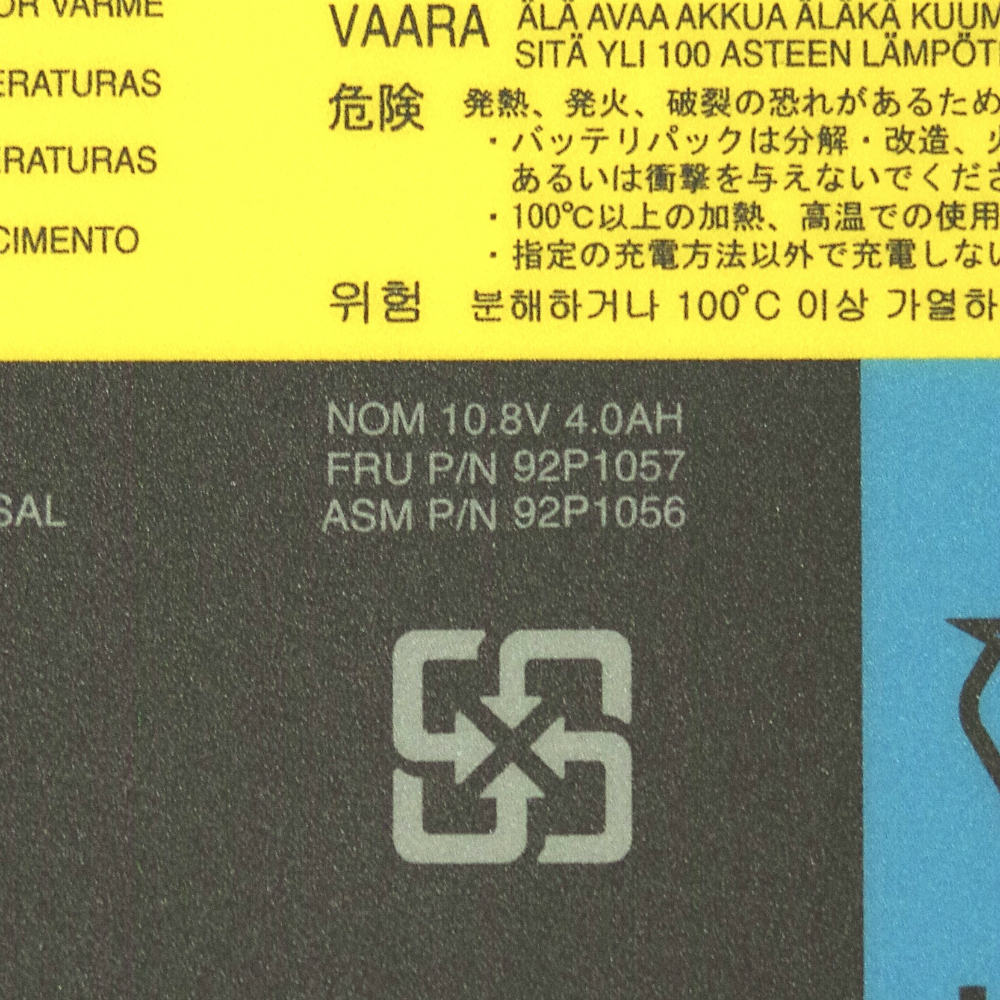 OR VARME
ERATURAS
ERATURAS
CIMENTO
VAARA ÄLÄ AVAA AKKUA ÄLÄKÄ KUUM
SITÄ YLI 100 ASTEEN LÄMPÖT
危険 発熱、発火、破裂の恐れがあるため
・バッテリパックは分解・改造、火
あるいは衝撃を与えないでくださ
・100℃以上の加熱、高温での使用
・指定の充電方法以外で充電しない
위험 분해하거나 100°C 이상 가열하
SAL
NOM 10.8V 4.0AH
FRU P/N 92P1057
ASM P/N 92P1056